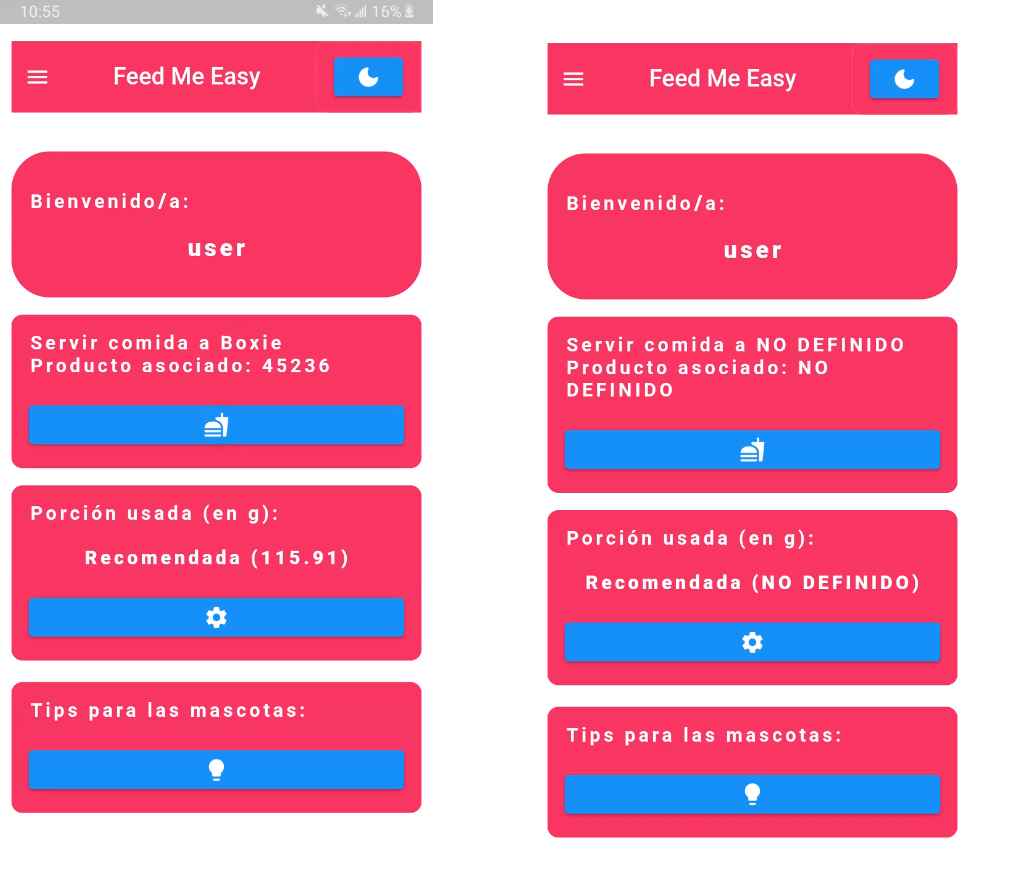 10:55
16%
Feed Me Easy
Bienvenido/a:
user
Servir comida a Boxie
Producto asociado: 45236
Porción usada (en g):
Recomendada (115.91)
Tips para las mascotas:
Feed Me Easy
Bienvenido/a:
user
Servir comida a NO DEFINIDO
Producto asociado: NO
DEFINIDO
Porción usada (en g):
Recomendada (NO DEFINIDO)
Tips para las mascotas: